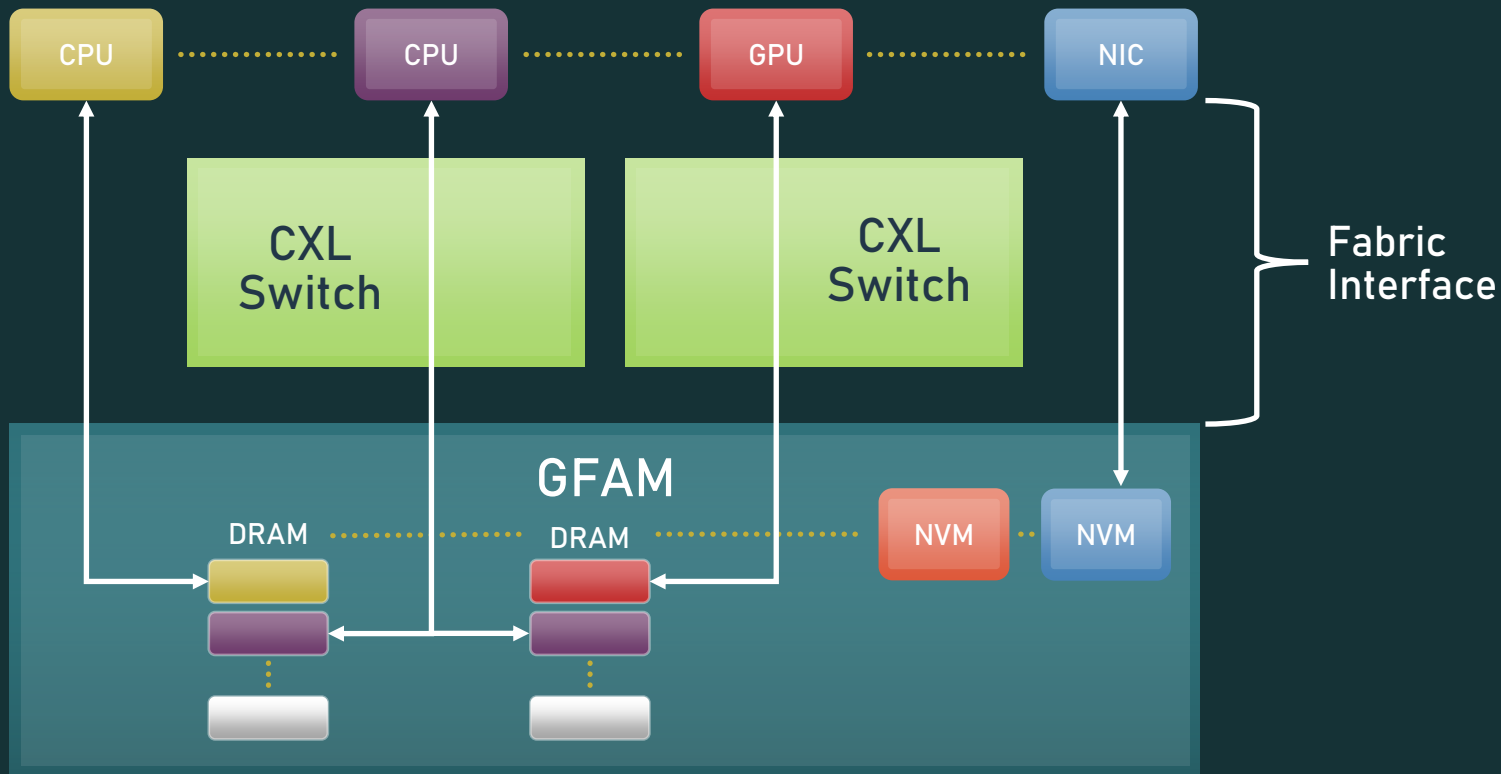 CPU
CPU
GPU
NIC
CXL
Switch
CXL
Switch
Fabric
Interface
GFAM
DRAM
DRAM
NVM
NVM